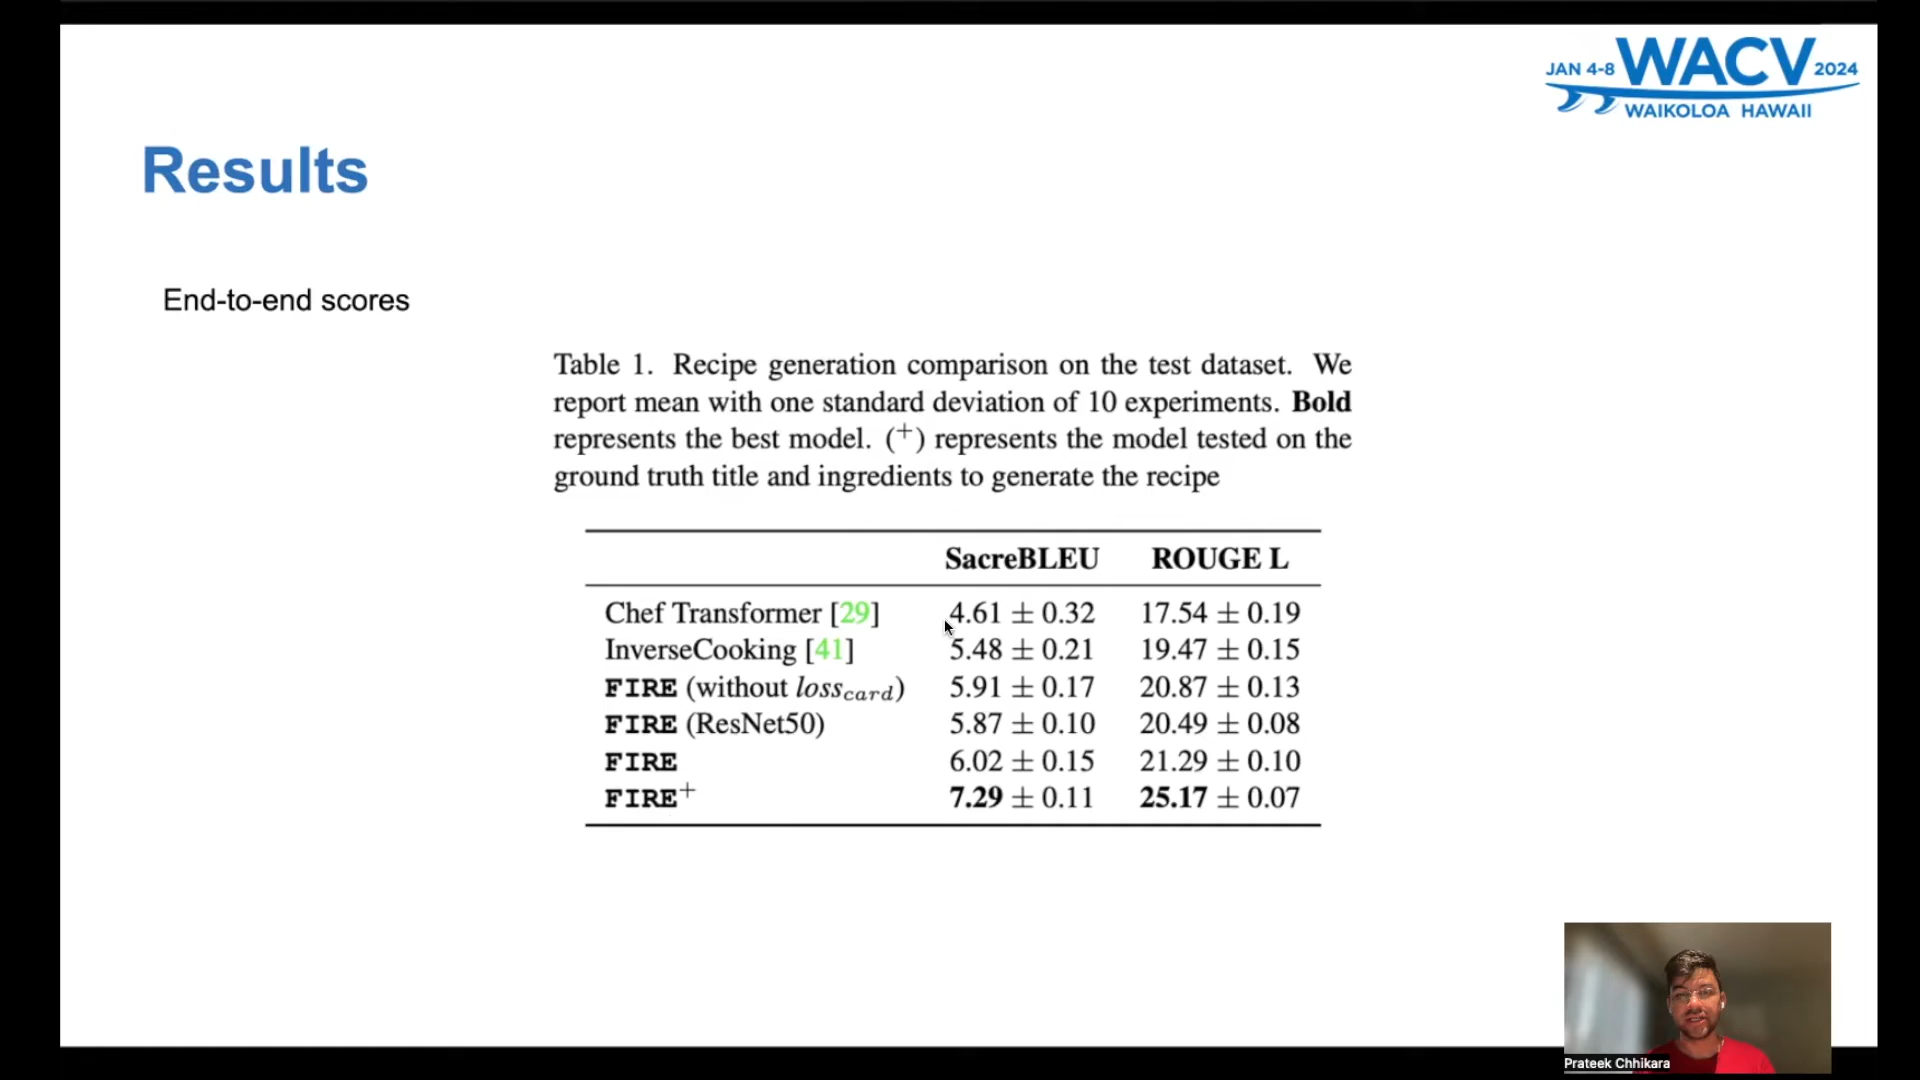 JAN 4-8 WACV 2024
WAIKOLOA HAWAII
Results
End-to-end scores
Table 1. Recipe generation comparison on the test dataset. We
report mean with one standard deviation of 10 experiments. Bold
represents the best model. (+) represents the model tested on the
ground truth title and ingredients to generate the recipe
SacreBLEU ROUGE L
Chef Transformer [29] 4.61 ± 0.32 17.54 ± 0.19
InverseCooking [41] 5.48 ± 0.21 19.47 ± 0.15
FIRE (without loss_card) 5.91 ± 0.17 20.87 ± 0.13
FIRE (ResNet50) 5.87 ± 0.10 20.49 ± 0.08
FIRE 6.02 ± 0.15 21.29 ± 0.10
FIRE+ 7.29 ± 0.11 25.17 ± 0.07
Prateek Chhikara